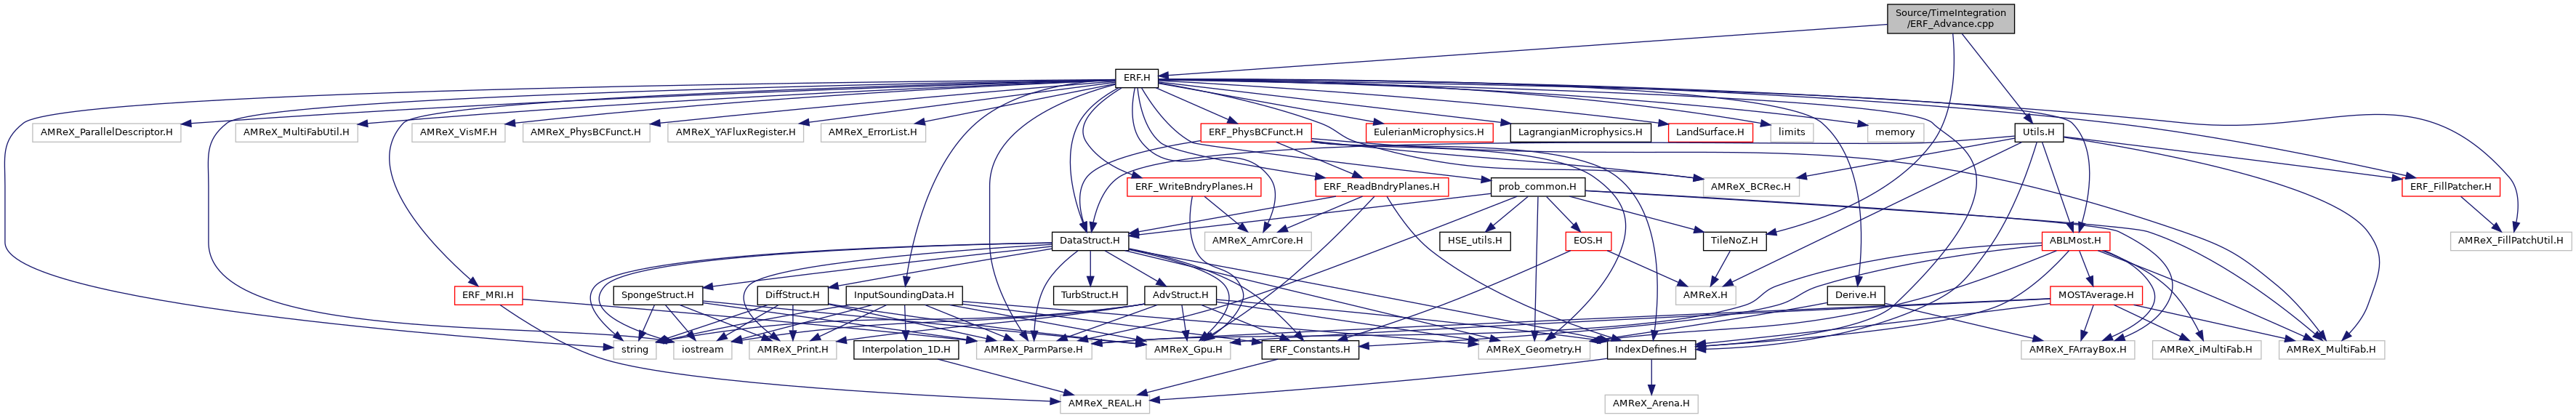 Source/TimeIntegration
/ERF_Advance.cpp
ERF.H
AMReX_ParallelDescriptor.H
AMReX_MultiFabUtil.H
AMReX_VisMF.H
AMReX_PhysBCFunct.H
AMReX_YAFluxRegister.H
AMReX_ErrorList.H
ERF_PhysBCFunct.H
EulerianMicrophysics.H
LagrangianMicrophysics.H
LandSurface.H
limits
memory
Utils.H
ERF_WriteBndryPlanes.H
ERF_ReadBndryPlanes.H
prob_common.H
AMReX_BCRec.H
ERF_FillPatcher.H
DataStruct.H
AMReX_AmrCore.H
HSE_utils.H
EOS.H
TileNoZ.H
ABLMost.H
AMReX_FillPatchUtil.H
ERF_MRI.H
SpongeStruct.H
DiffStruct.H
InputSoundingData.H
TurbStruct.H
AdvStruct.H
AMReX.H
Derive.H
MOSTAverage.H
string
iostream
AMReX_Print.H
Interpolation_1D.H
AMReX_ParmParse.H
AMReX_Gpu.H
ERF_Constants.H
AMReX_Geometry.H
IndexDefines.H
AMReX_FArrayBox.H
AMReX_iMultiFab.H
AMReX_MultiFab.H
AMReX_REAL.H
AMReX_Arena.H